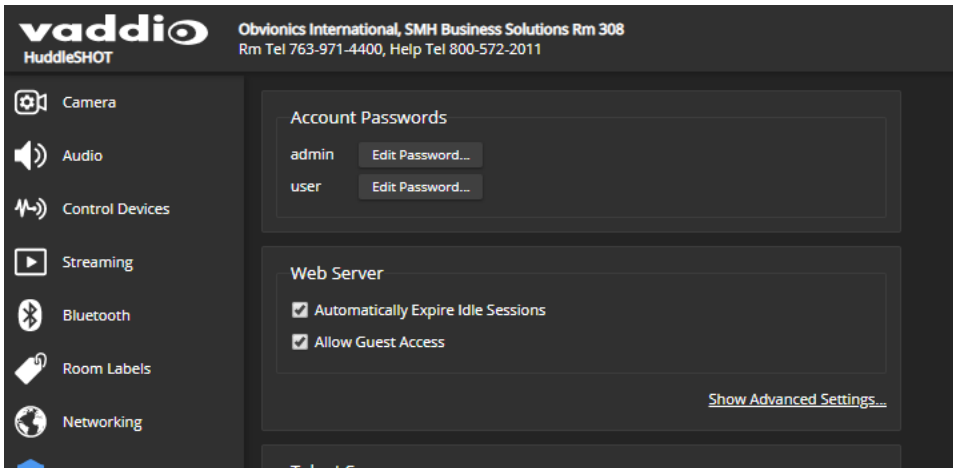 vaddio
HuddleSHOT
Obvionics International, SMH Business Solutions Rm 308
Rm Tel 763-971-4400, Help Tel 800-572-2011
Camera
Audio
Control Devices
Streaming
Bluetooth
Room Labels
Networking
Account Passwords
admin Edit Password...
user Edit Password...
Web Server
Automatically Expire Idle Sessions
Allow Guest Access
Show Advanced Settings...